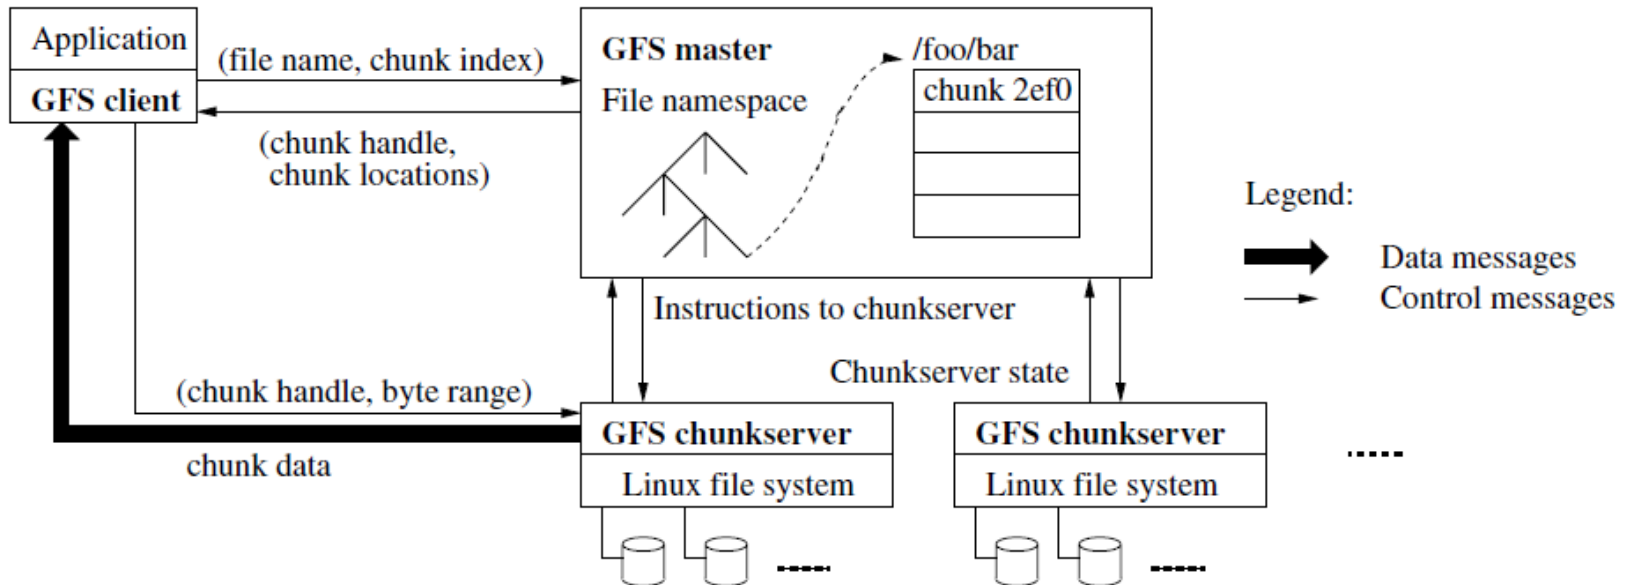 Application
GFS client
(file name, chunk index)
(chunk handle,
chunk locations)
GFS master
File namespace
/foo/bar
chunk 2ef0
Legend:
Data messages
Control messages
Instructions to chunkserver
Chunkserver state
(chunk handle, byte range)
chunk data
GFS chunkserver
Linux file system
GFS chunkserver
Linux file system